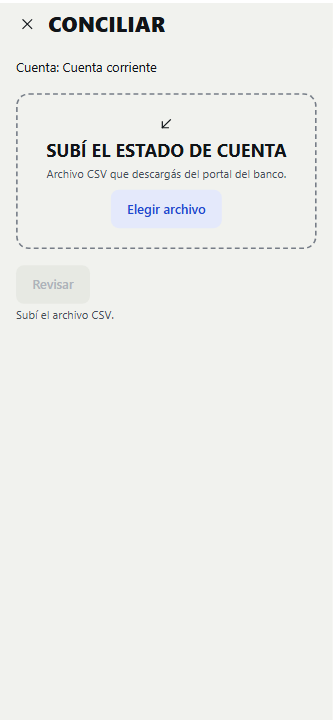 CONCILIAR
Cuenta: Cuenta corriente
SUBÍ EL ESTADO DE CUENTA
Archivo CSV que descargás del portal del banco.
Elegir archivo
Revisar
Subí el archivo CSV.